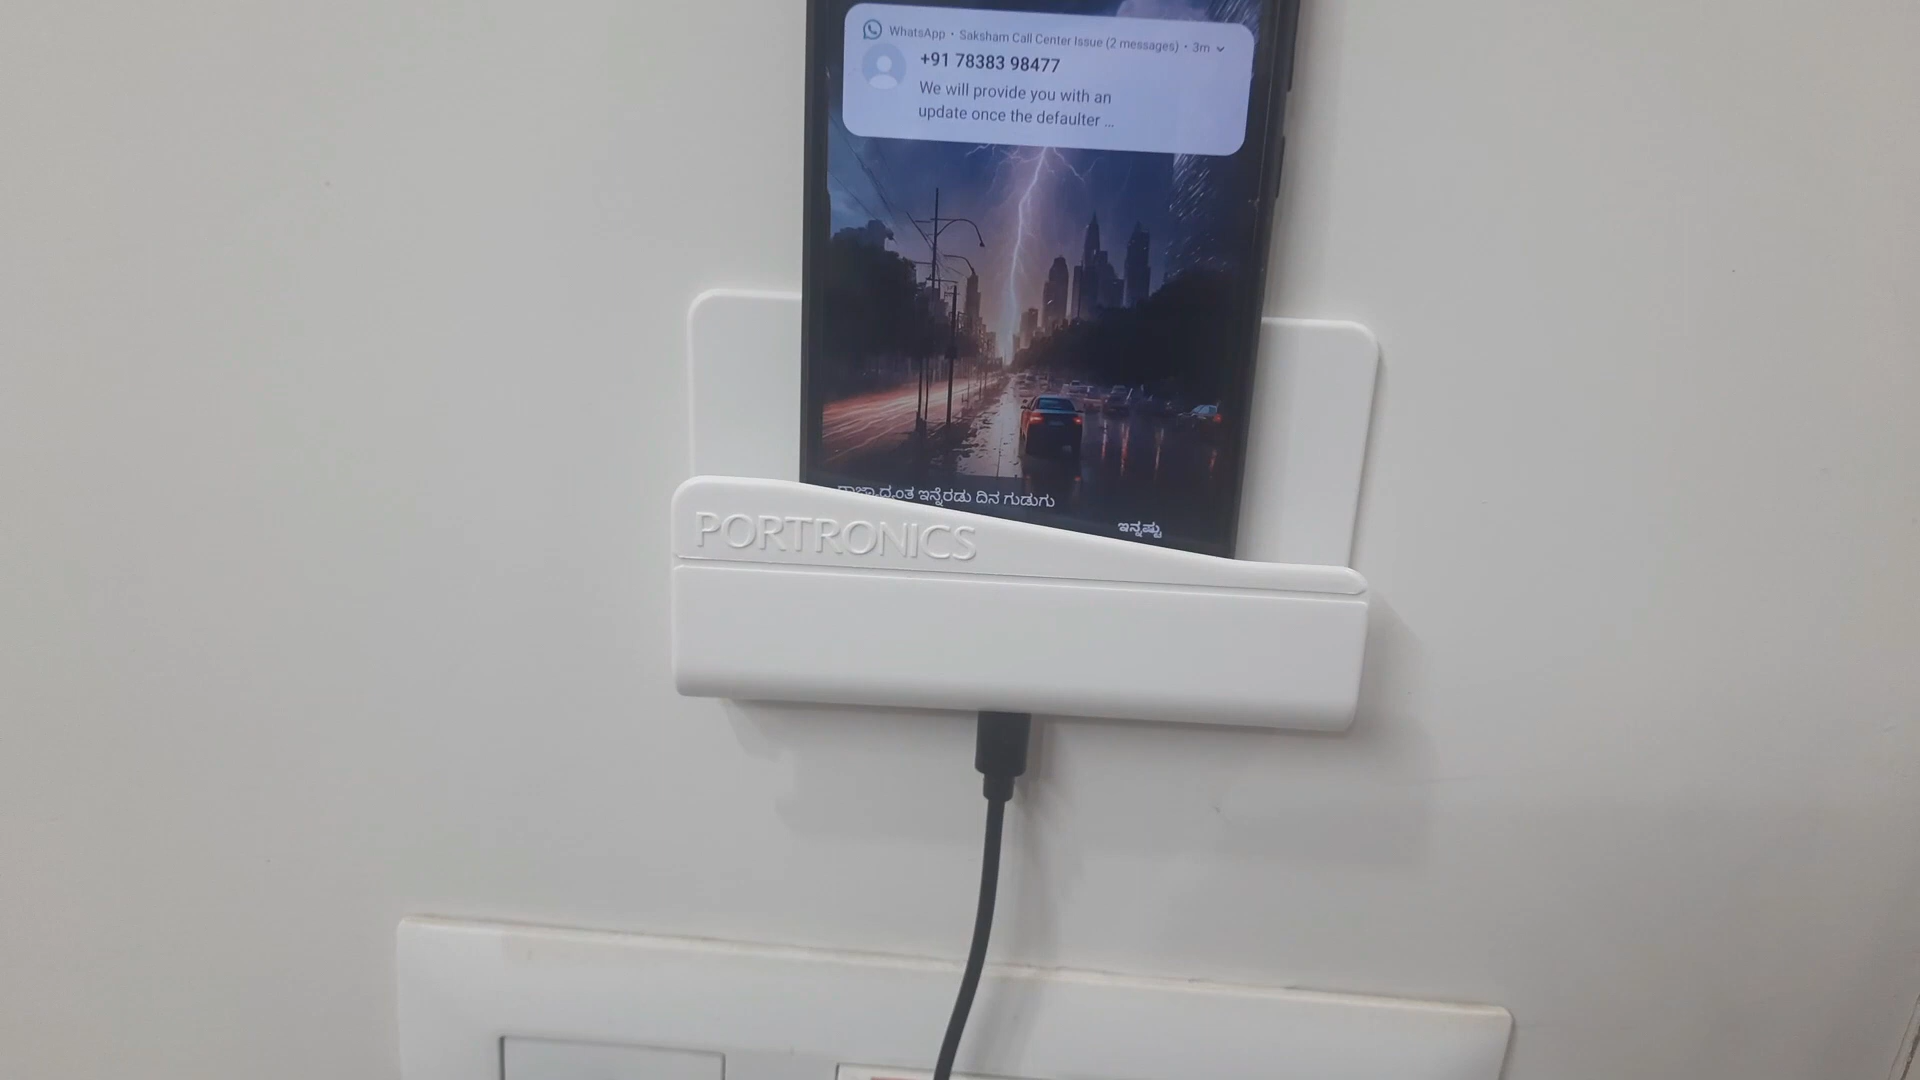 WhatsApp • Saksham Call Center Issue (2 messages) • 3m
+91 78383 98477
We will provide you with an
update once the defaulter ...
ರಾಜ್ಯಾದ್ಯಂತ ಇನ್ನೆರಡು ದಿನ ಗುಡುಗು
ಇನ್ನಷ್ಟು
PORTRONICS